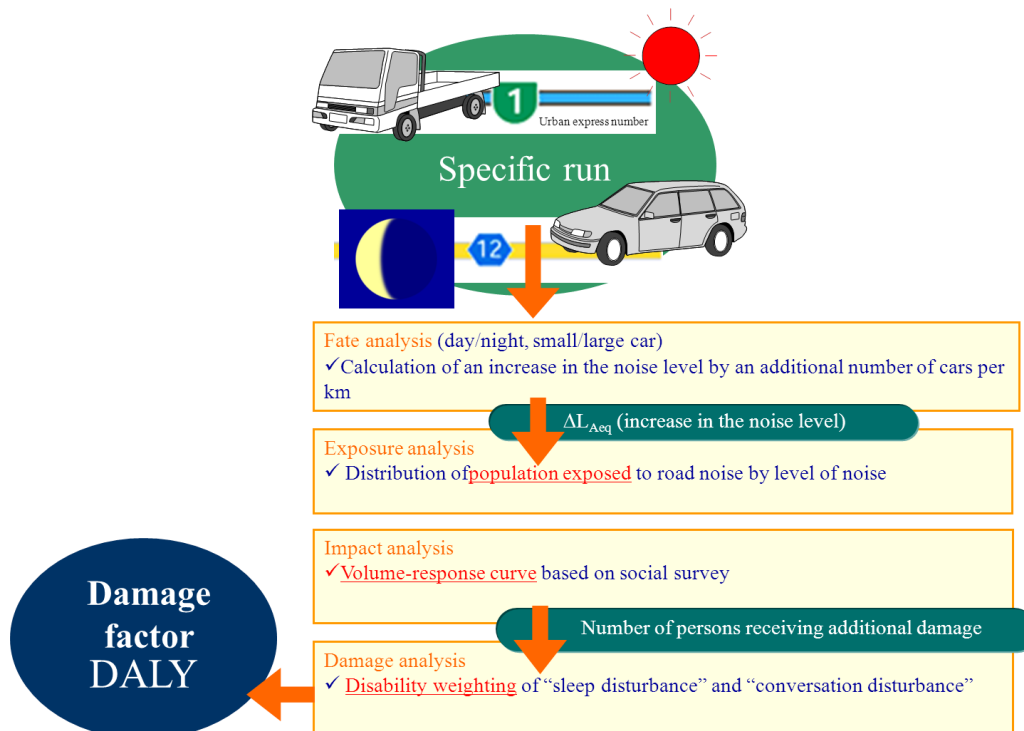 1
Urban express number
Specific run
12
Fate analysis (day/night, small/large car)
✓Calculation of an increase in the noise level by an additional number of cars per
km
ΔLAeq (increase in the noise level)
Exposure analysis
✓ Distribution ofpopulation exposed to road noise by level of noise
Impact analysis
✓Volume-response curve based on social survey
Number of persons receiving additional damage
Damage analysis
✓ Disability weighting of “sleep disturbance” and “conversation disturbance”
Damage
factor
DALY